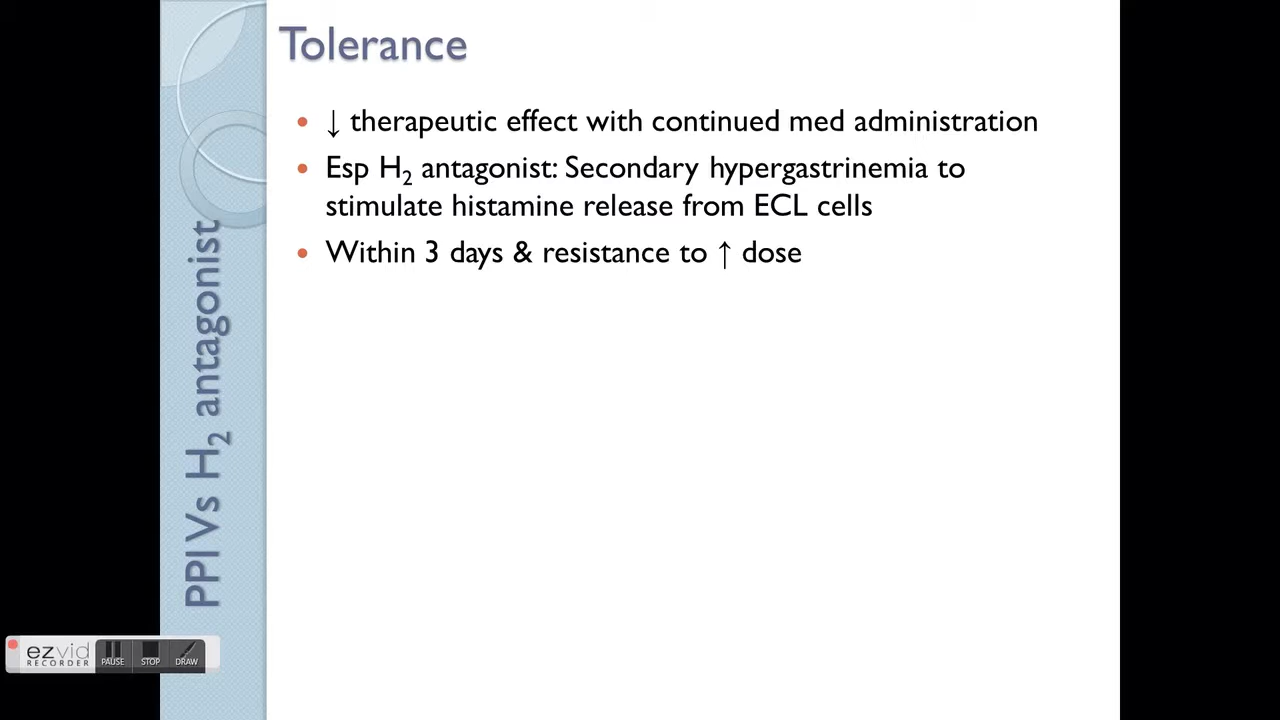 Tolerance
• ↓ therapeutic effect with continued med administration
• Esp H₂ antagonist: Secondary hypergastrinemia to
stimulate histamine release from ECL cells
• Within 3 days & resistance to ↑ dose
PPI Vs H₂ antagonist
ezvid
RECORDER
PAUSE STOP DRAW